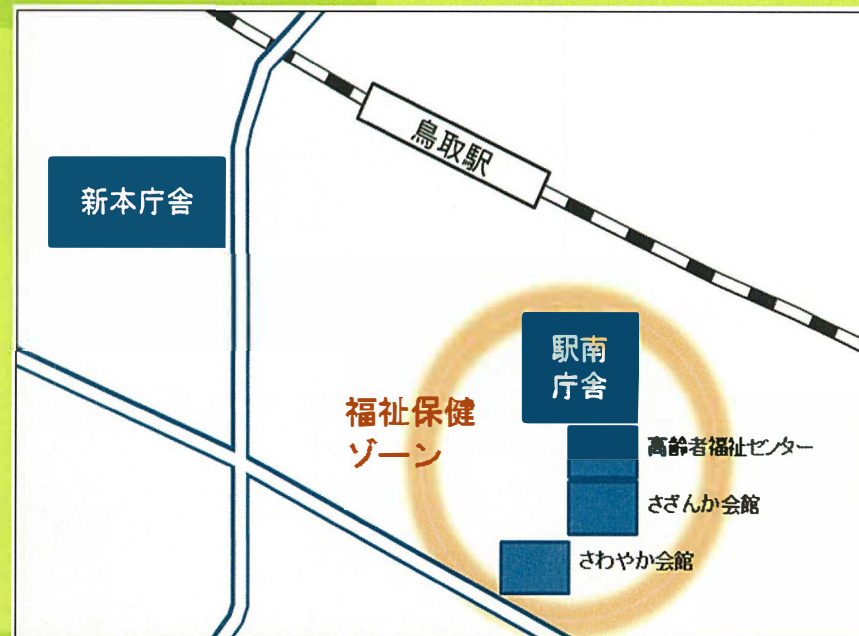 鳥取駅
新本庁舎
駅南
庁舎
福祉保健
ゾーン
高齢者福祉センター
さざんか会館
さわやか会館